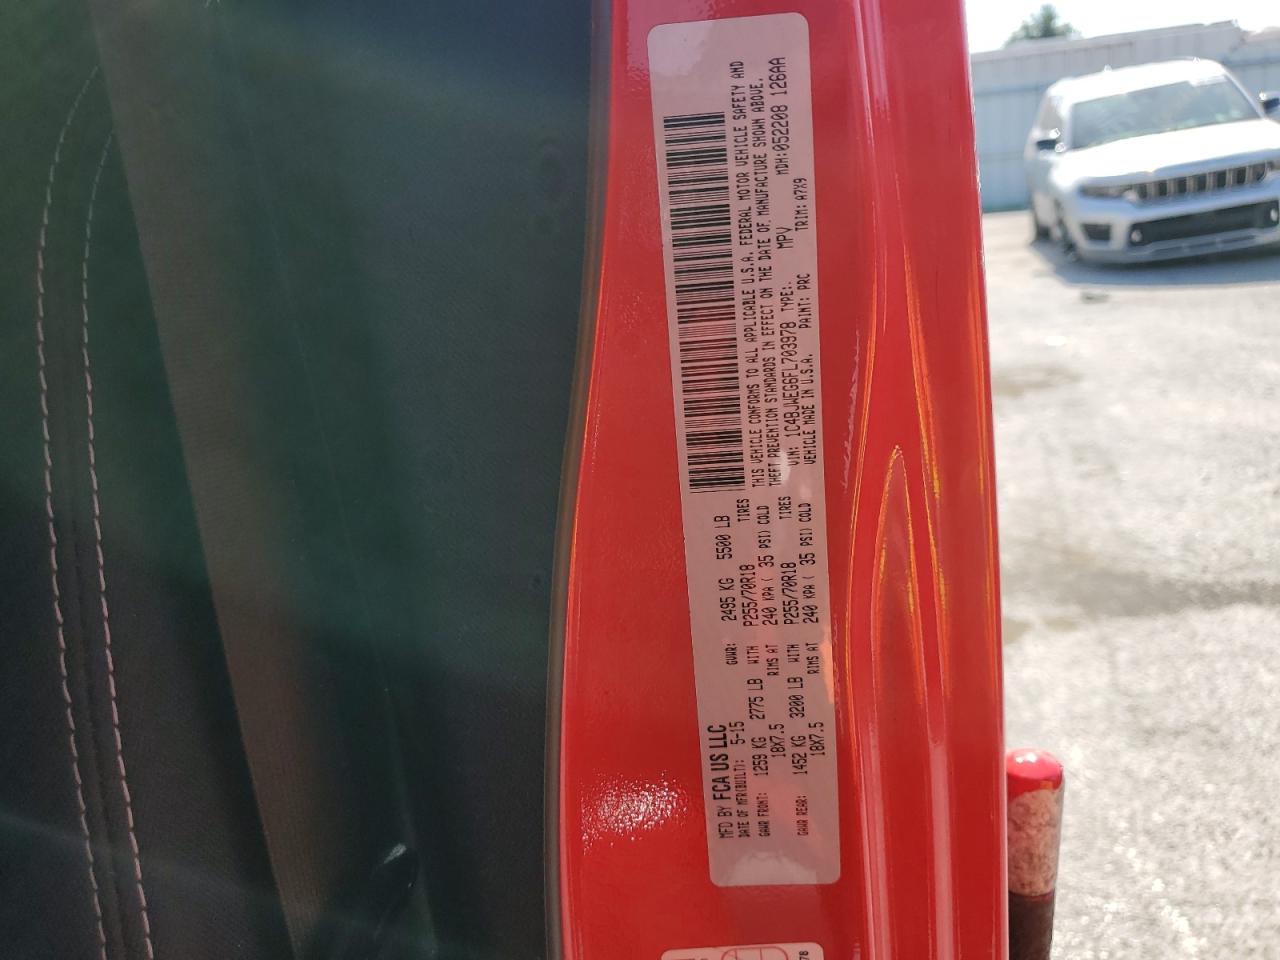 MFD BY FCA US LLC
DATE OF MFR(BUILT): 5-15 GVWR: 2495 KG 5500 LB
GAWR FRONT: 1259 KG 2775 LB WITH P255/70R18 TIRES
18X7.5 RIMS AT 240 KPA ( 35 PSI) COLD
GAWR REAR: 1452 KG 3200 LB WITH P255/70R18 TIRES
18X7.5 RIMS AT 240 KPA ( 35 PSI) COLD
THIS VEHICLE CONFORMS TO ALL APPLICABLE U.S.A. FEDERAL MOTOR VEHICLE SAFETY AND
THEFT PREVENTION STANDARDS IN EFFECT ON THE DATE OF MANUFACTURE SHOWN ABOVE.
VIN: 1C4BJWEG6FL703978 TYPE: MPV MDH:052208 126AA
VEHICLE MADE IN U.S.A. PAINT: PRC TRIM: A7X9
78